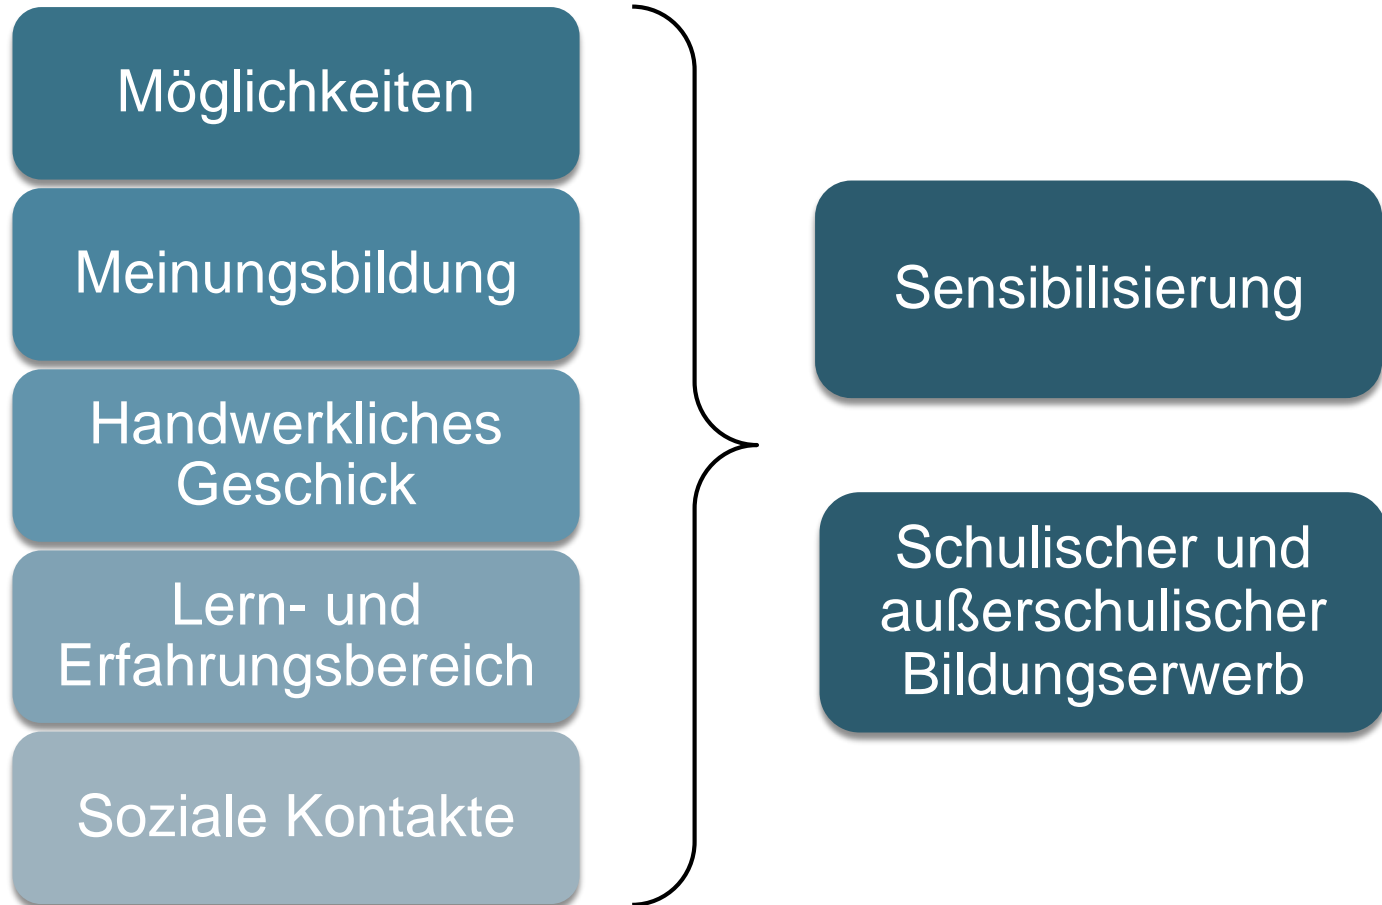 Möglichkeiten
Meinungsbildung
Handwerkliches
Geschick
Lern- und
Erfahrungsbereich
Soziale Kontakte
Sensibilisierung
Schulischer und
außerschulischer
Bildungserwerb